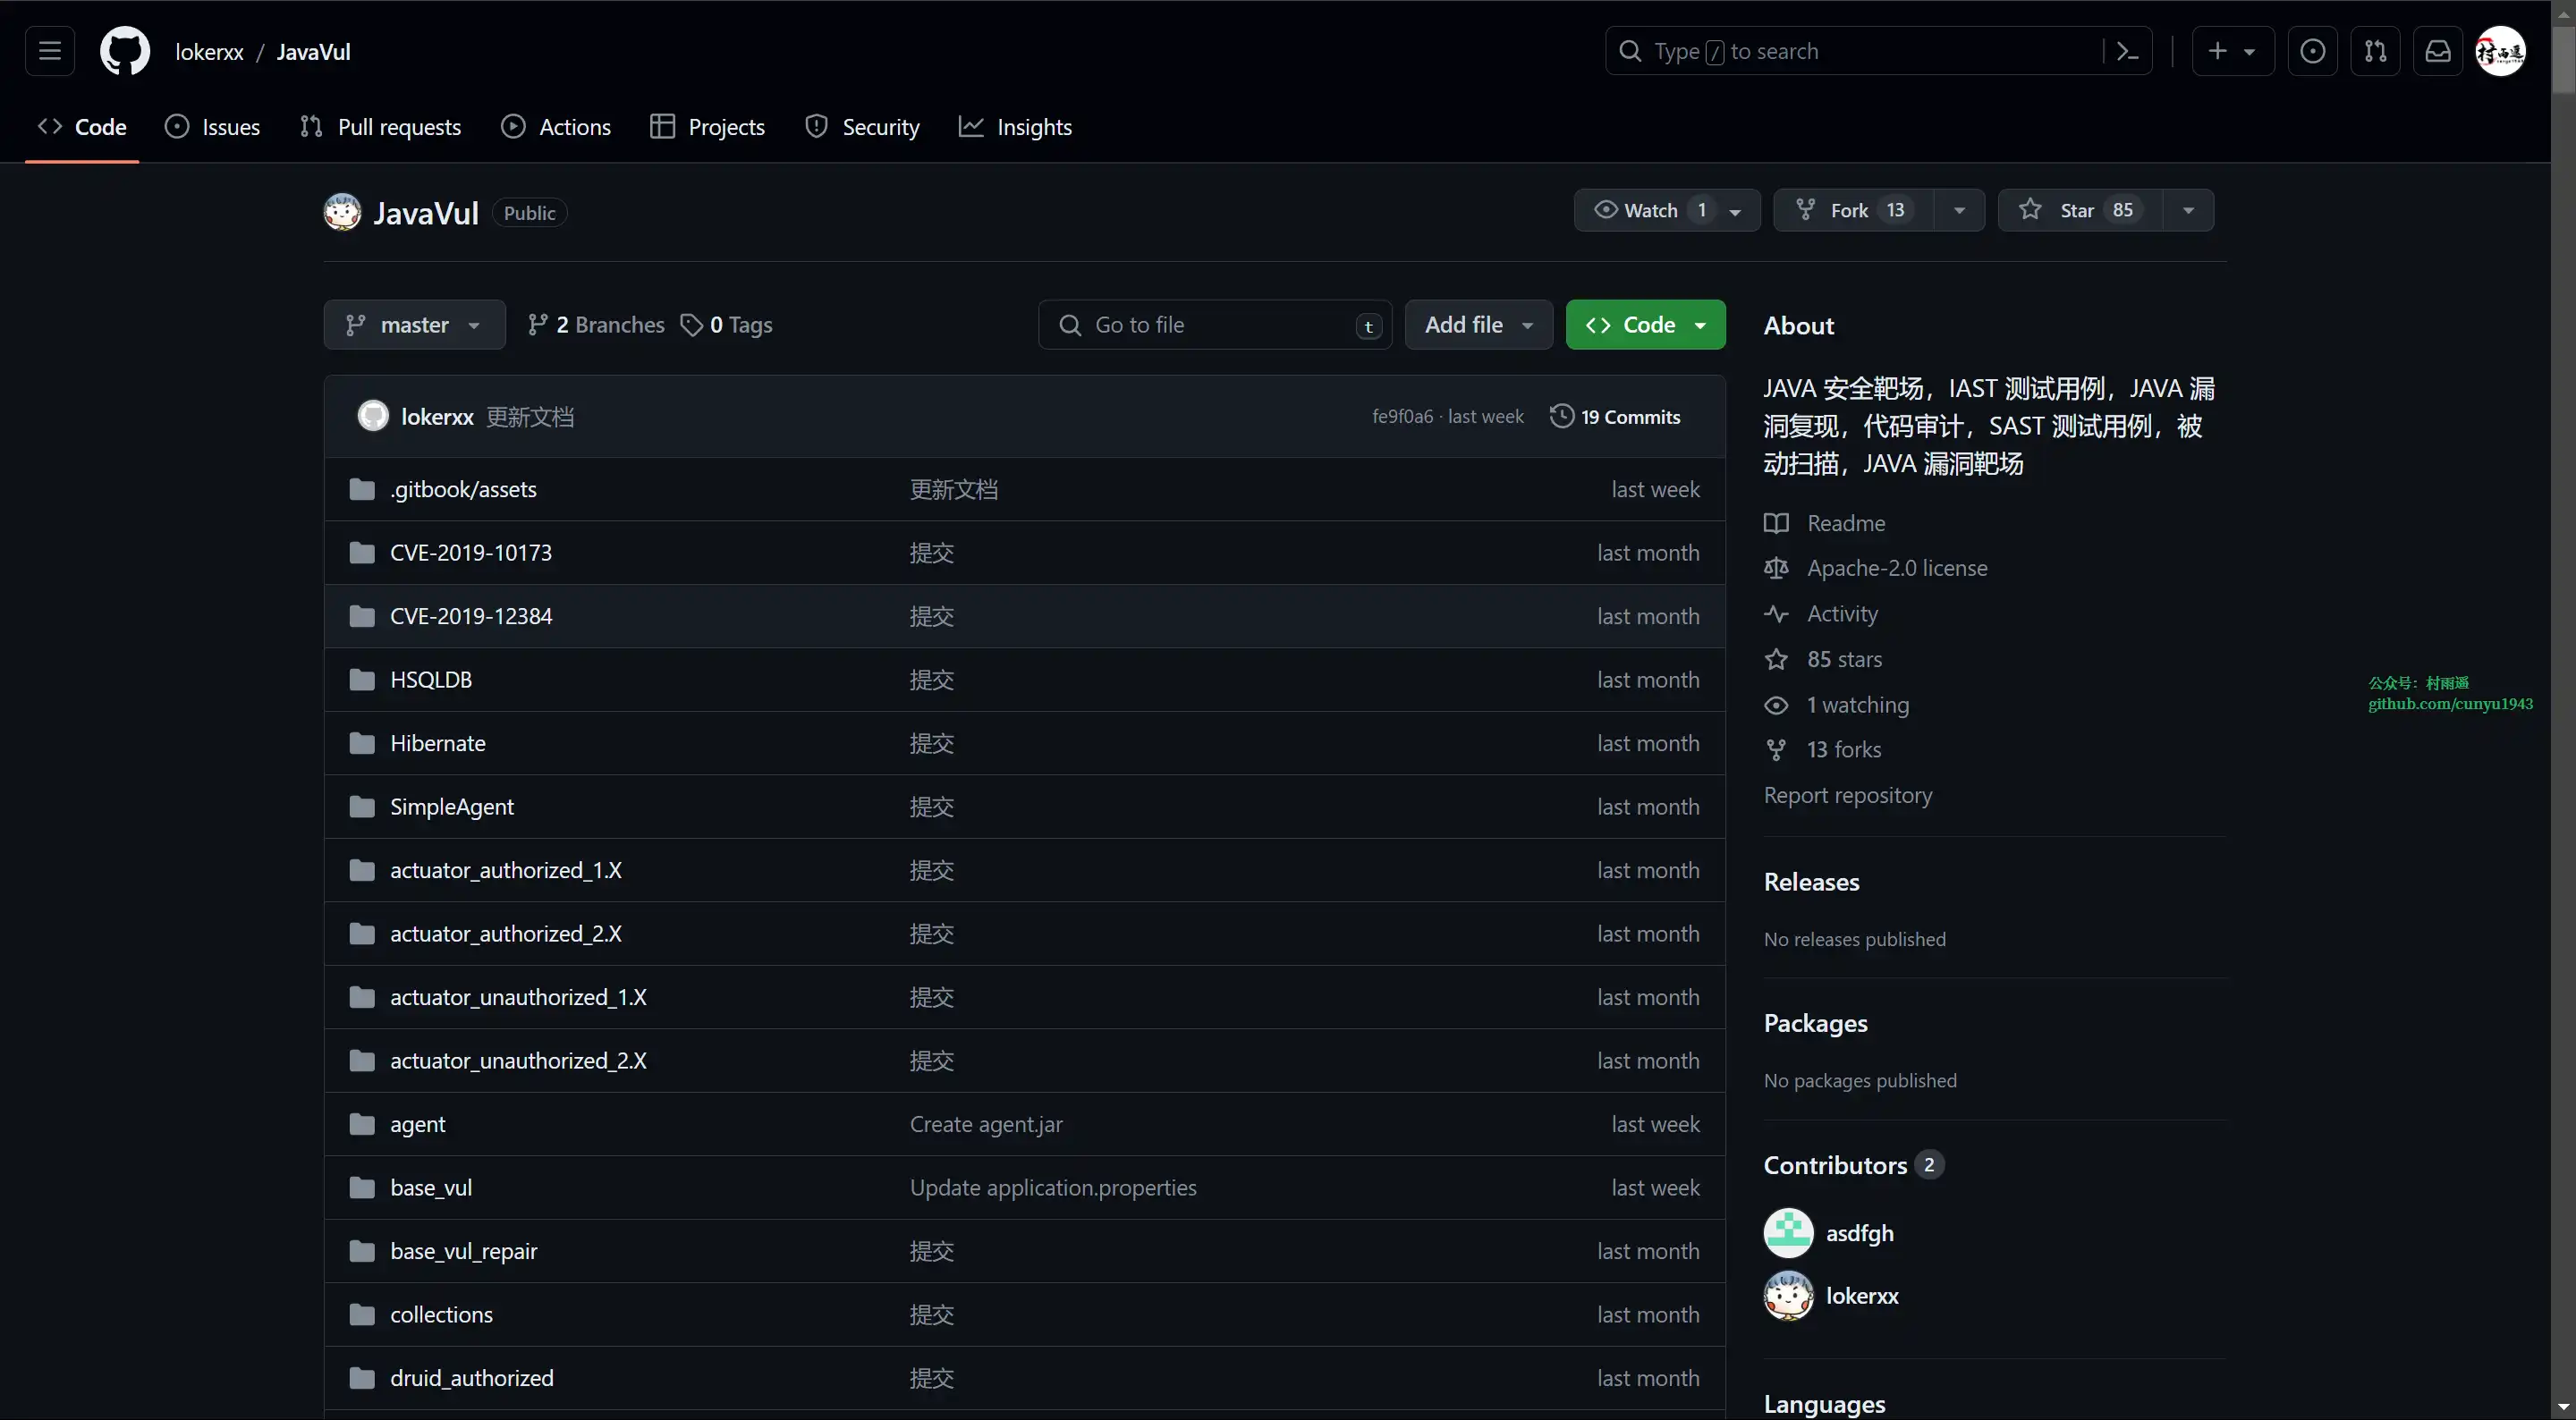 lokerxx / JavaVul
Type / to search
Code
Issues
Pull requests
Actions
Projects
Security
Insights
JavaVul Public
Watch 1
Fork 13
Star 85
master
2 Branches
0 Tags
Go to file t
Add file
Code
lokerxx 更新文档 fe9f0a6 · last week 19 Commits
.gitbook/assets 更新文档 last week
CVE-2019-10173 提交 last month
CVE-2019-12384 提交 last month
HSQLDB 提交 last month
Hibernate 提交 last month
SimpleAgent 提交 last month
actuator_authorized_1.X 提交 last month
actuator_authorized_2.X 提交 last month
actuator_unauthorized_1.X 提交 last month
actuator_unauthorized_2.X 提交 last month
agent Create agent.jar last week
base_vul Update application.properties last week
base_vul_repair 提交 last month
collections 提交 last month
druid_authorized 提交 last month
About
JAVA 安全靶场，IAST 测试用例，JAVA 漏
洞复现，代码审计，SAST 测试用例，被
动扫描，JAVA 漏洞靶场
Readme
Apache-2.0 license
Activity
85 stars
1 watching
13 forks
Report repository
Releases
No releases published
Packages
No packages published
Contributors 2
asdfgh
lokerxx
Languages
公众号：村雨遥
github.com/cunyu1943